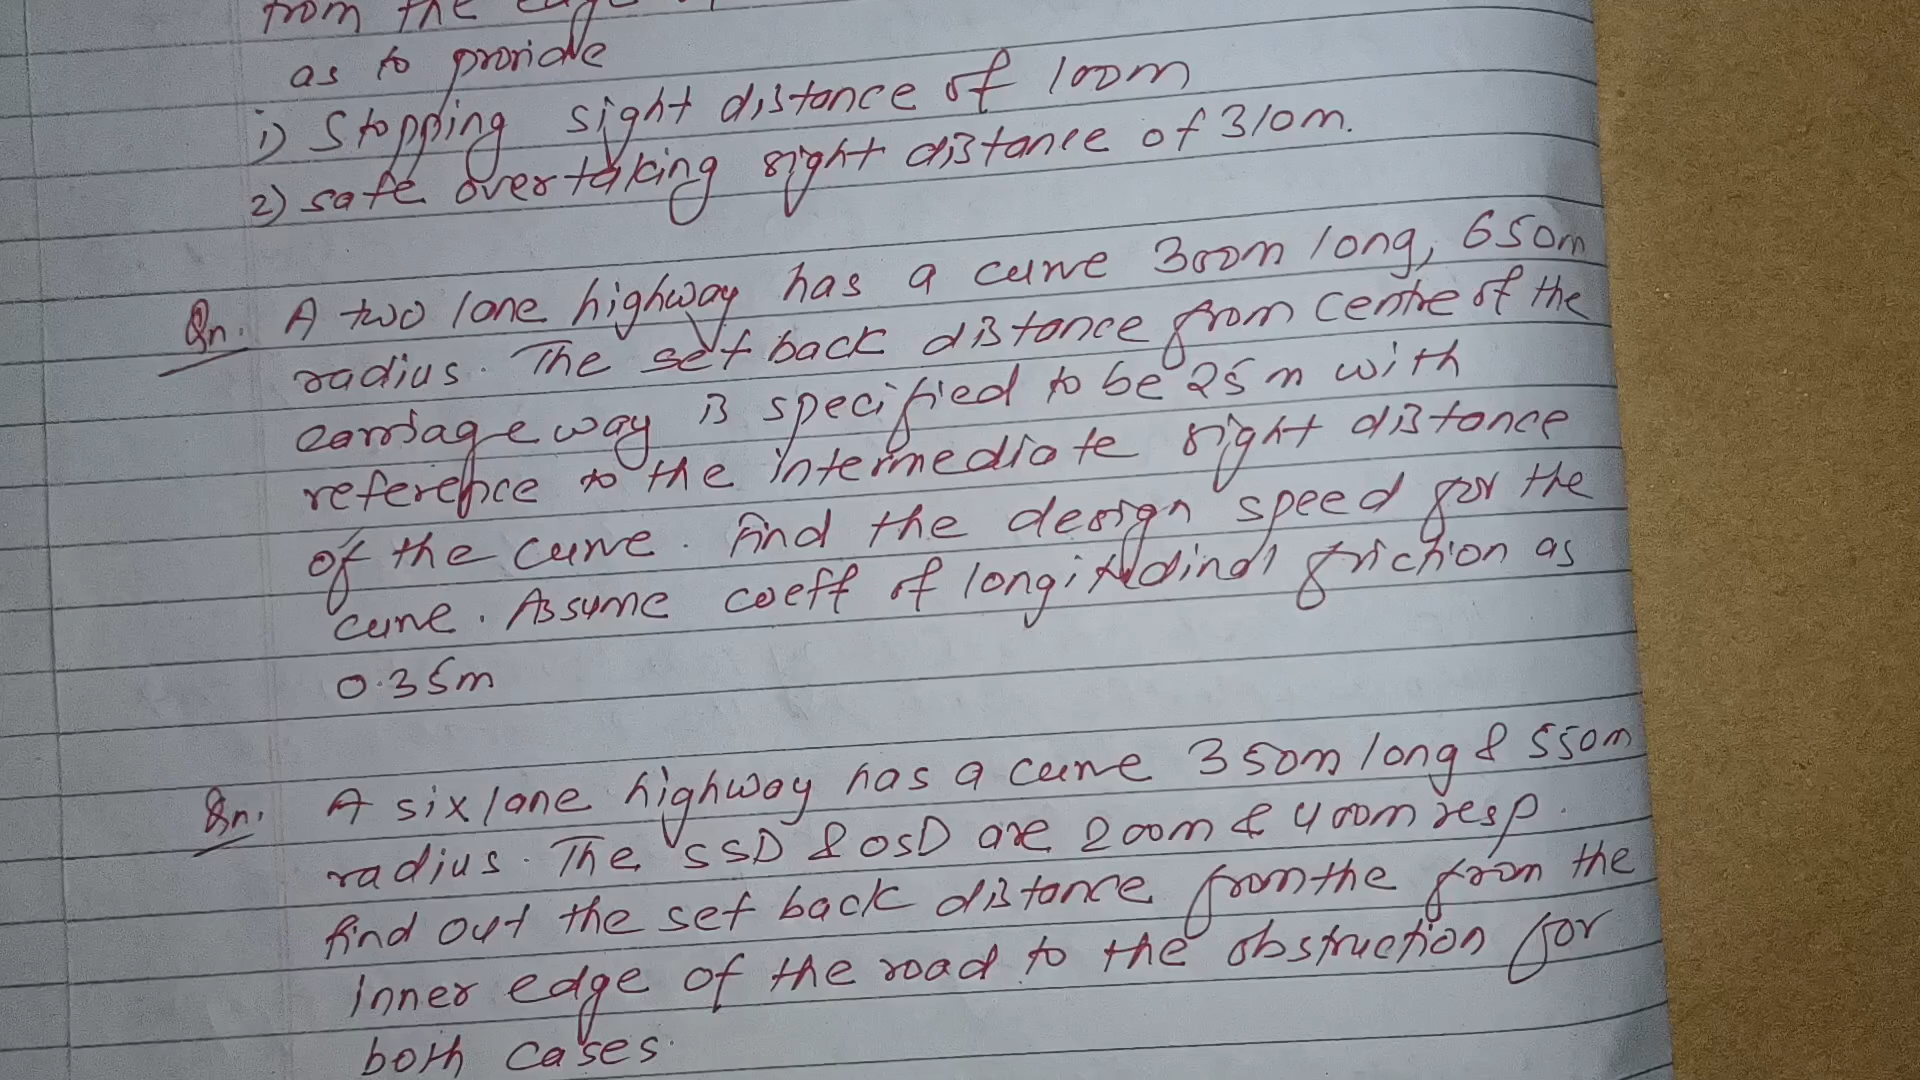 from the
as to provide
i) Stopping sight distance of 100m
2) safe overtaking sight distance of 310m.
Qn. A two lane highway has a curve 300m long, 650m
radius. The set back distance from centre of the
carriage way is specified to be 25m with
reference to the intermediate sight distance
of the curve. Find the design speed for the
curve. Assume coeff of longitudinal friction as
0.35m
Qn. A six lane highway has a curve 350m long & 550m
radius. The SSD & OSD are 200m & 400m resp.
find out the set back distance from the from the
inner edge of the road to the obstruction for
both cases.